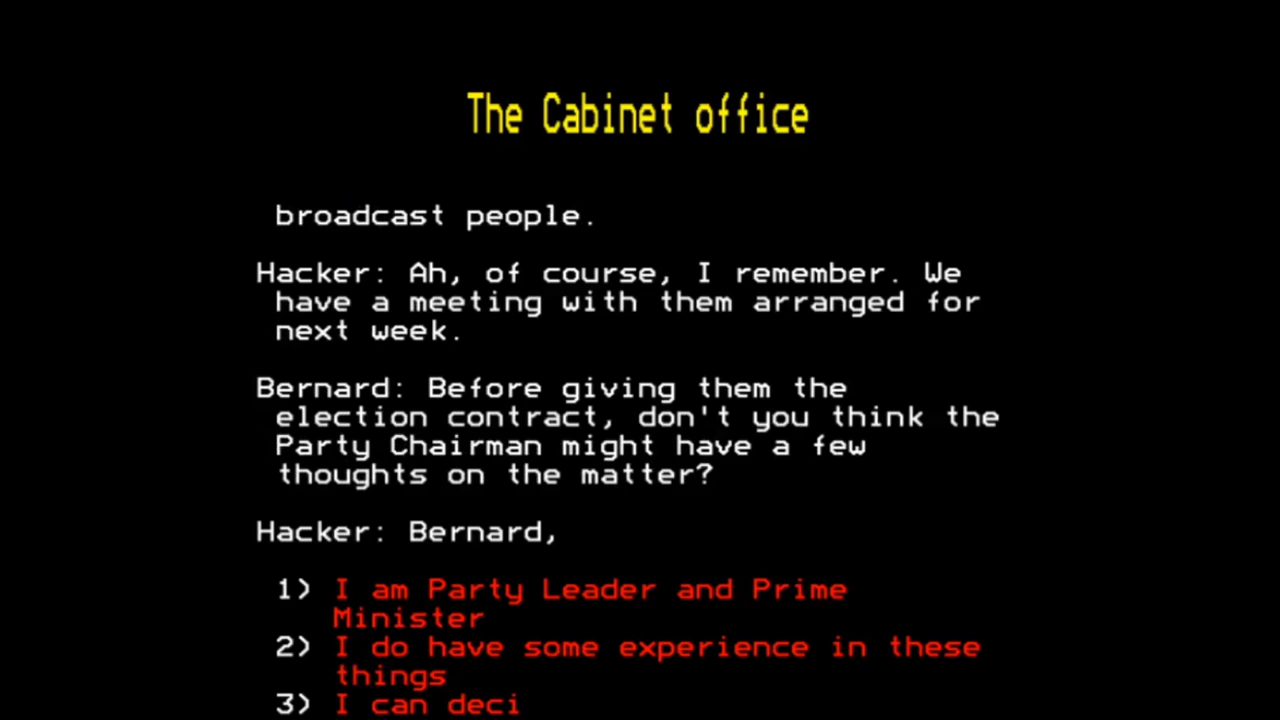 The Cabinet office
broadcast people.
Hacker: Ah, of course, I remember. We
have a meeting with them arranged for
next week.
Bernard: Before giving them the
election contract, don't you think the
Party Chairman might have a few
thoughts on the matter?
Hacker: Bernard,
1) I am Party Leader and Prime
Minister
2) I do have some experience in these
things
3) I can deci